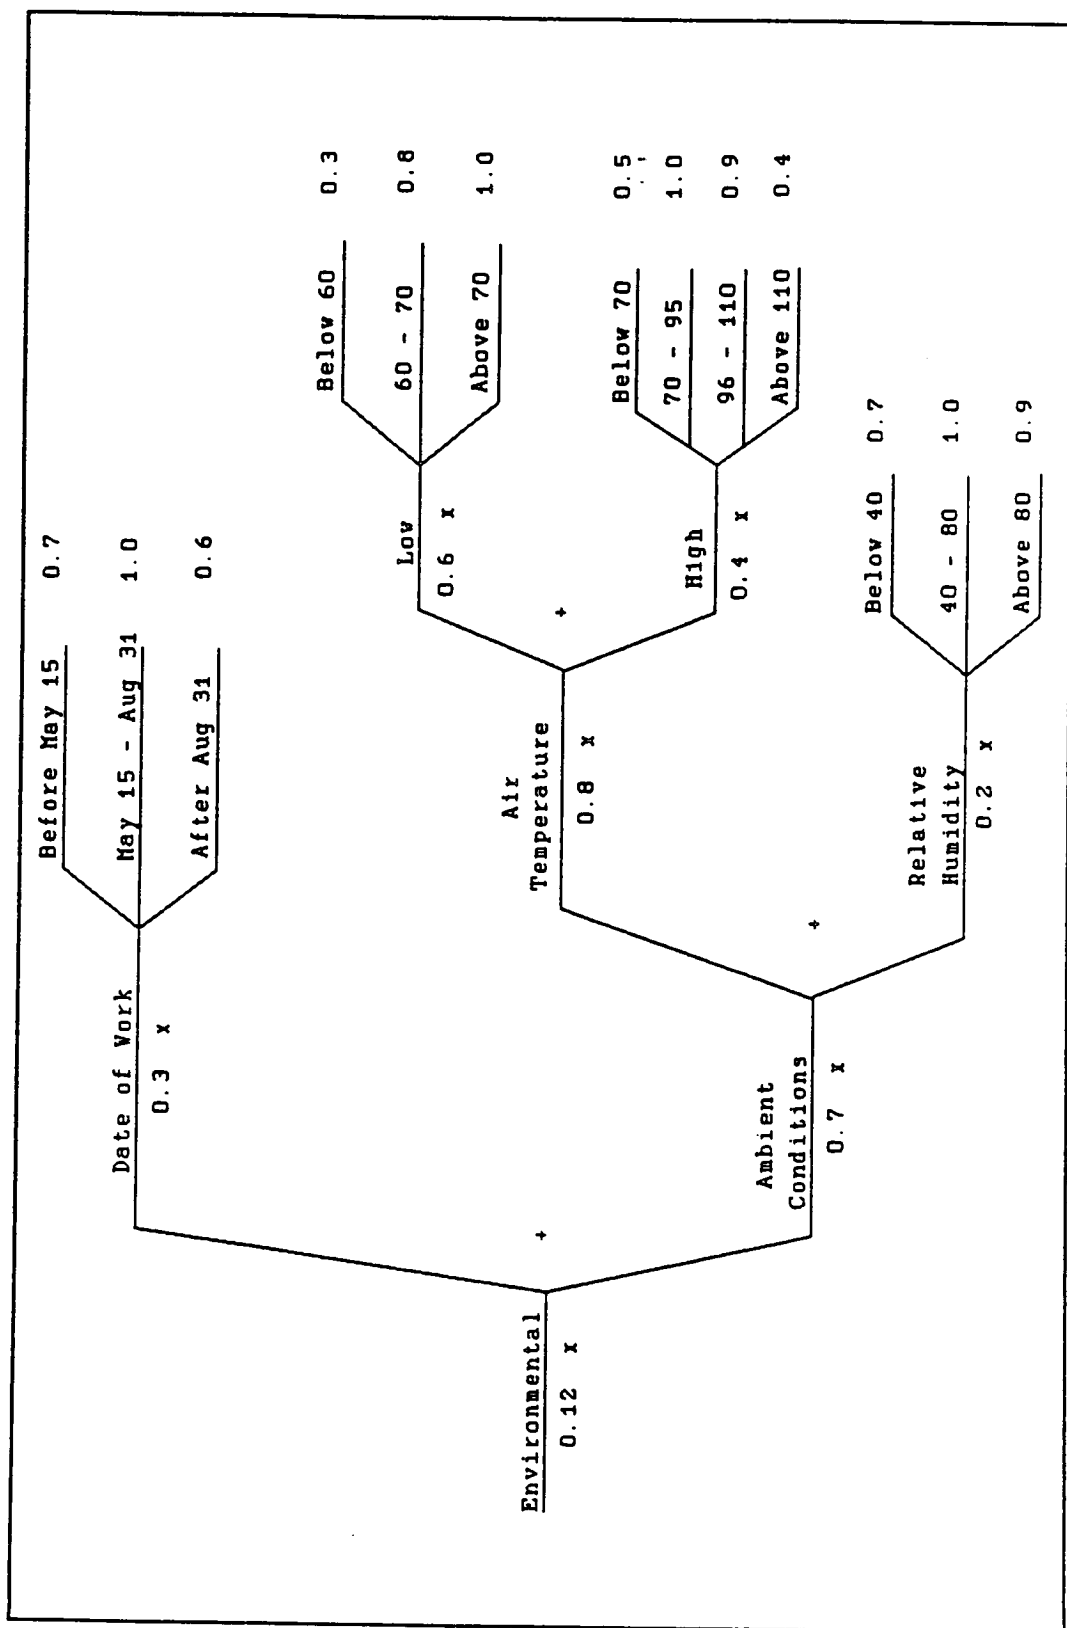 Before May 15 0.7
Date of Work
May 15 - Aug 31 1.0
0.3 x
After Aug 31 0.6
Below 60 0.3
Low
60 - 70 0.8
0.6 x
Above 70 1.0
Air
Temperature
0.8 x
+
Below 70 0.5
70 - 95 1.0
High
96 - 110 0.9
0.4 x
Above 110 0.4
Environmental
0.12 x
+
Ambient
Conditions
0.7 x
+
Below 40 0.7
Relative
Humidity
40 - 80 1.0
0.2 x
Above 80 0.9